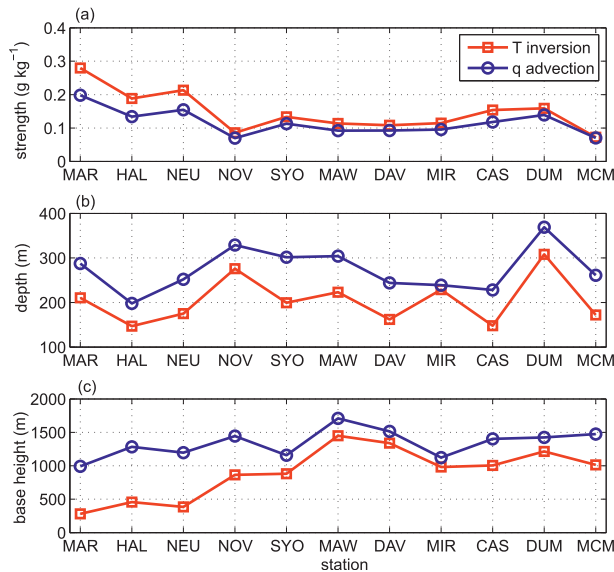 (a)
strength (g kg⁻¹)
0.4
0.3
0.2
0.1
0
T inversion
q advection
MAR HAL NEU NOV SYO MAW DAV MIR CAS DUM MCM
(b)
depth (m)
400
300
200
100
MAR HAL NEU NOV SYO MAW DAV MIR CAS DUM MCM
(c)
base height (m)
2000
1500
1000
500
0
MAR HAL NEU NOV SYO MAW DAV MIR CAS DUM MCM
station